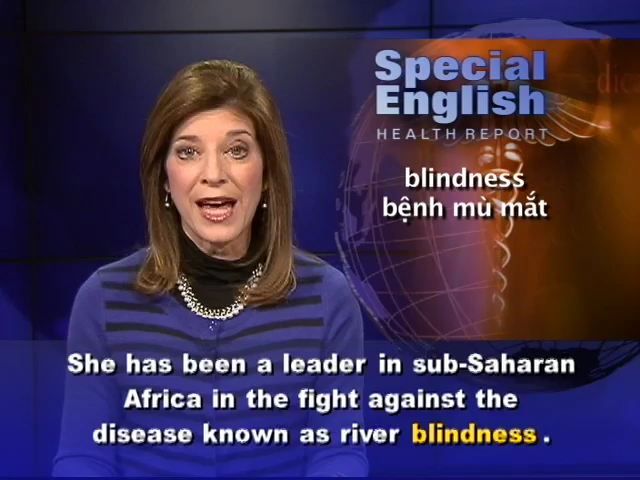 Special
English
HEALTH REPORT
blindness
bệnh mù mắt
She has been a leader in sub-Saharan
Africa in the fight against the
disease known as river blindness.